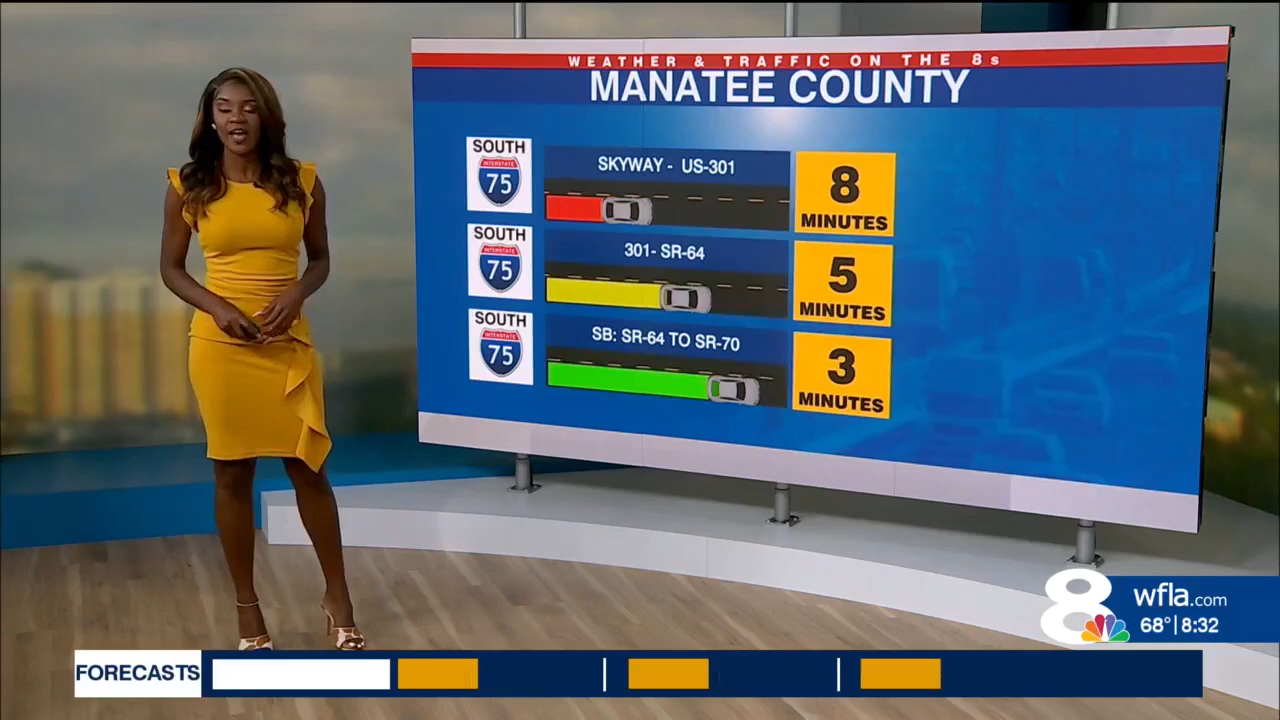 WEATHER & TRAFFIC ON THE 8s
MANATEE COUNTY
SOUTH
INTERSTATE
75
SKYWAY - US-301
8
MINUTES
SOUTH
INTERSTATE
75
301- SR-64
5
MINUTES
SOUTH
INTERSTATE
75
SB: SR-64 TO SR-70
3
MINUTES
8
wfla.com
68° | 8:32
FORECASTS